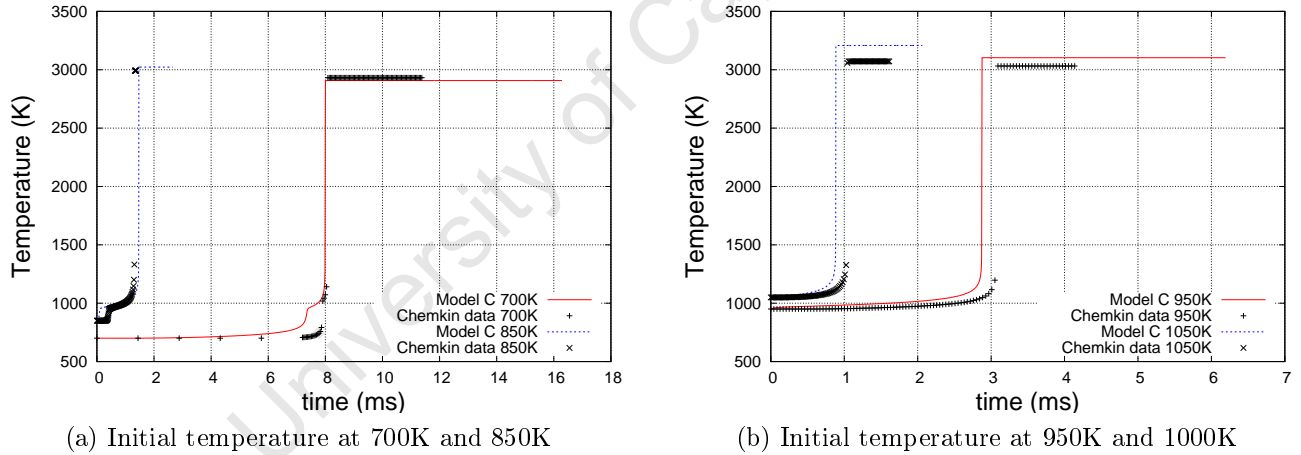 3500
3000
2500
2000
1500
1000
500
Temperature (K)
Model C 700K
Chemkin data 700K
Model C 850K
Chemkin data 850K
0 2 4 6 8 10 12 14 16 18
time (ms)
(a) Initial temperature at 700K and 850K
3500
3000
2500
2000
1500
1000
500
Temperature (K)
Model C 950K
Chemkin data 950K
Model C 1050K
Chemkin data 1050K
0 1 2 3 4 5 6 7
time (ms)
(b) Initial temperature at 950K and 1000K
University of Ca